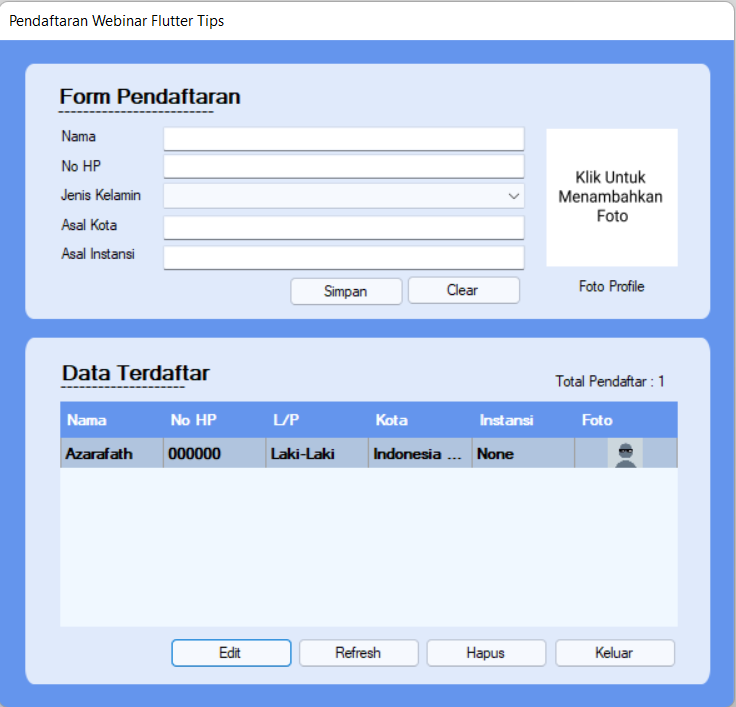 Pendaftaran Webinar Flutter Tips
Form Pendaftaran
Nama
No HP
Jenis Kelamin
Asal Kota
Asal Instansi
Klik Untuk
Menambahkan
Foto
Foto Profile
Simpan Clear
Data Terdaftar
Total Pendaftar : 1
Nama No HP L/P Kota Instansi Foto
Azarafath 000000 Laki-Laki Indonesia ... None
Edit Refresh Hapus Keluar